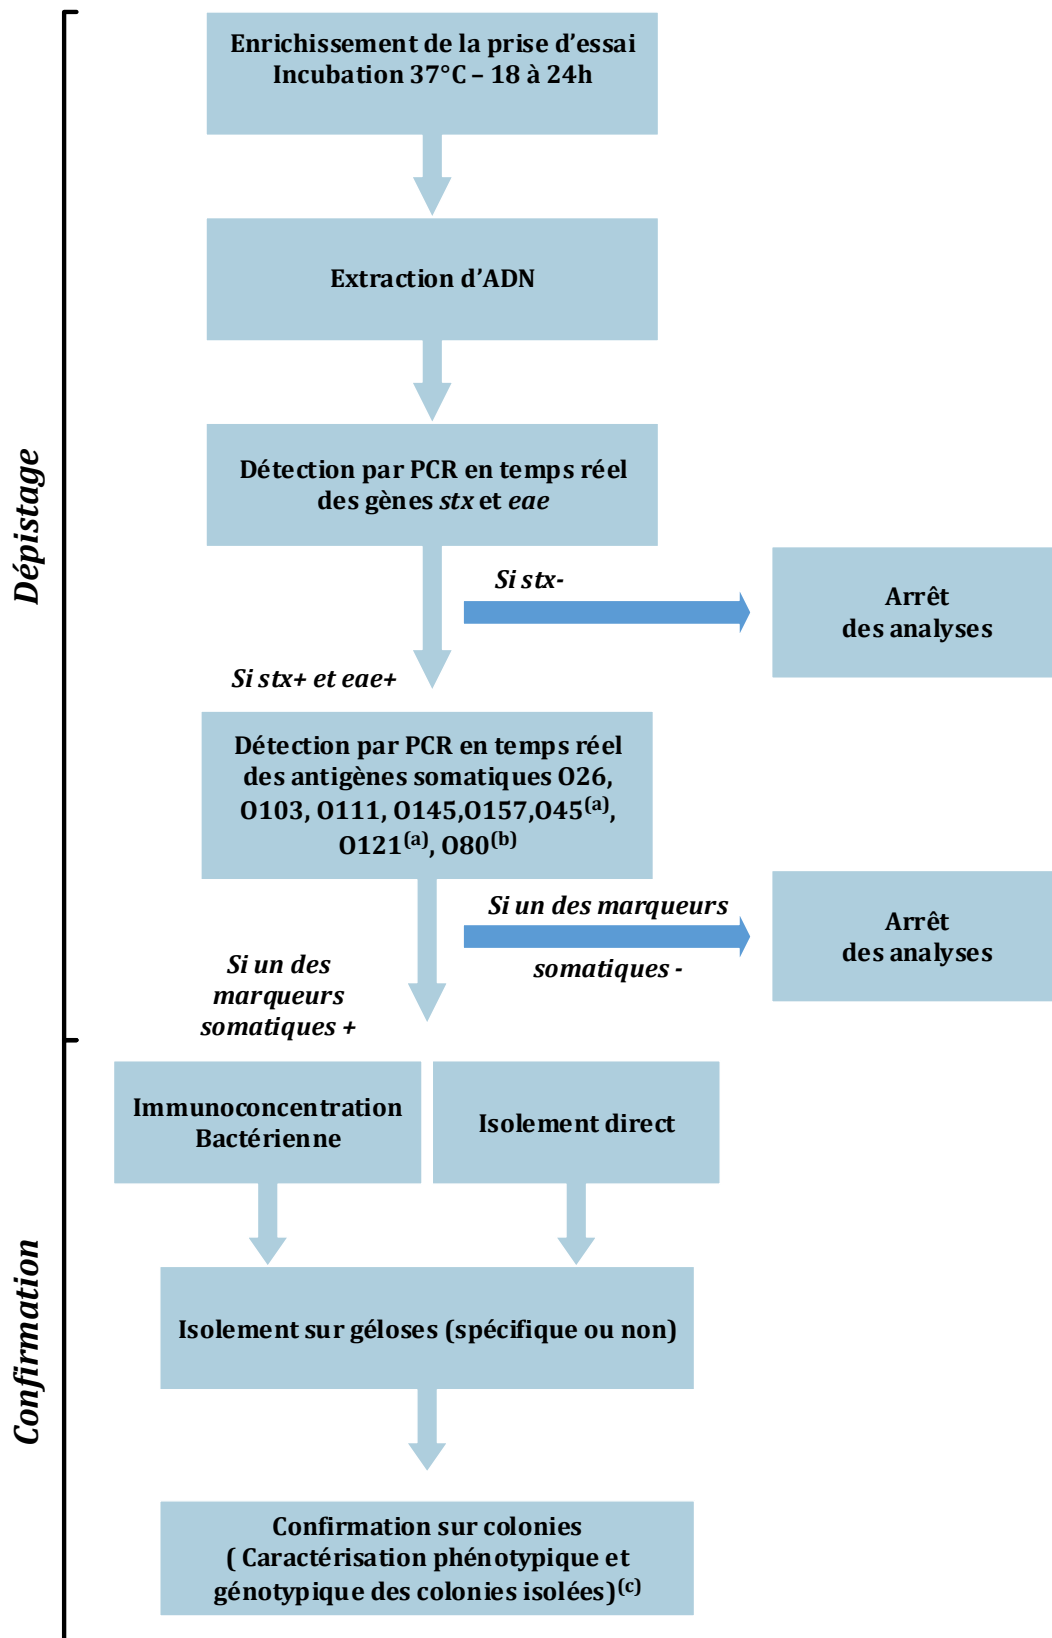 Dépistage
Enrichissement de la prise d’essai
Incubation 37°C – 18 à 24h
Extraction d’ADN
Détection par PCR en temps réel
des gènes stx et eae
Si stx-
Arrêt
des analyses
Si stx+ et eae+
Détection par PCR en temps réel
des antigènes somatiques O26,
O103, O111, O145,O157,O45(a),
O121(a), O80(b)
Si un des marqueurs
somatiques -
Arrêt
des analyses
Si un des
marqueurs
somatiques +
Confirmation
Immunoconcentration
Bactérienne
Isolement direct
Isolement sur géloses (spécifique ou non)
Confirmation sur colonies
( Caractérisation phénotypique et
génotypique des colonies isolées)(c)